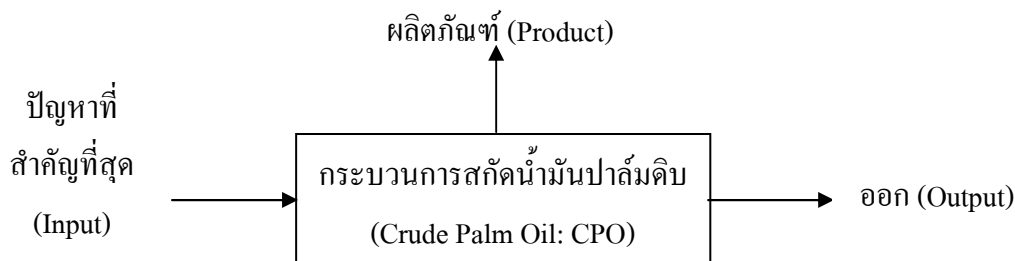 ผลิตภัณฑ์ (Product)
ปัญหาที่
สำคัญที่สุด
(Input)
กระบวนการสกัดน้ำมันปาล์มดิบ
(Crude Palm Oil: CPO)
ออก (Output)